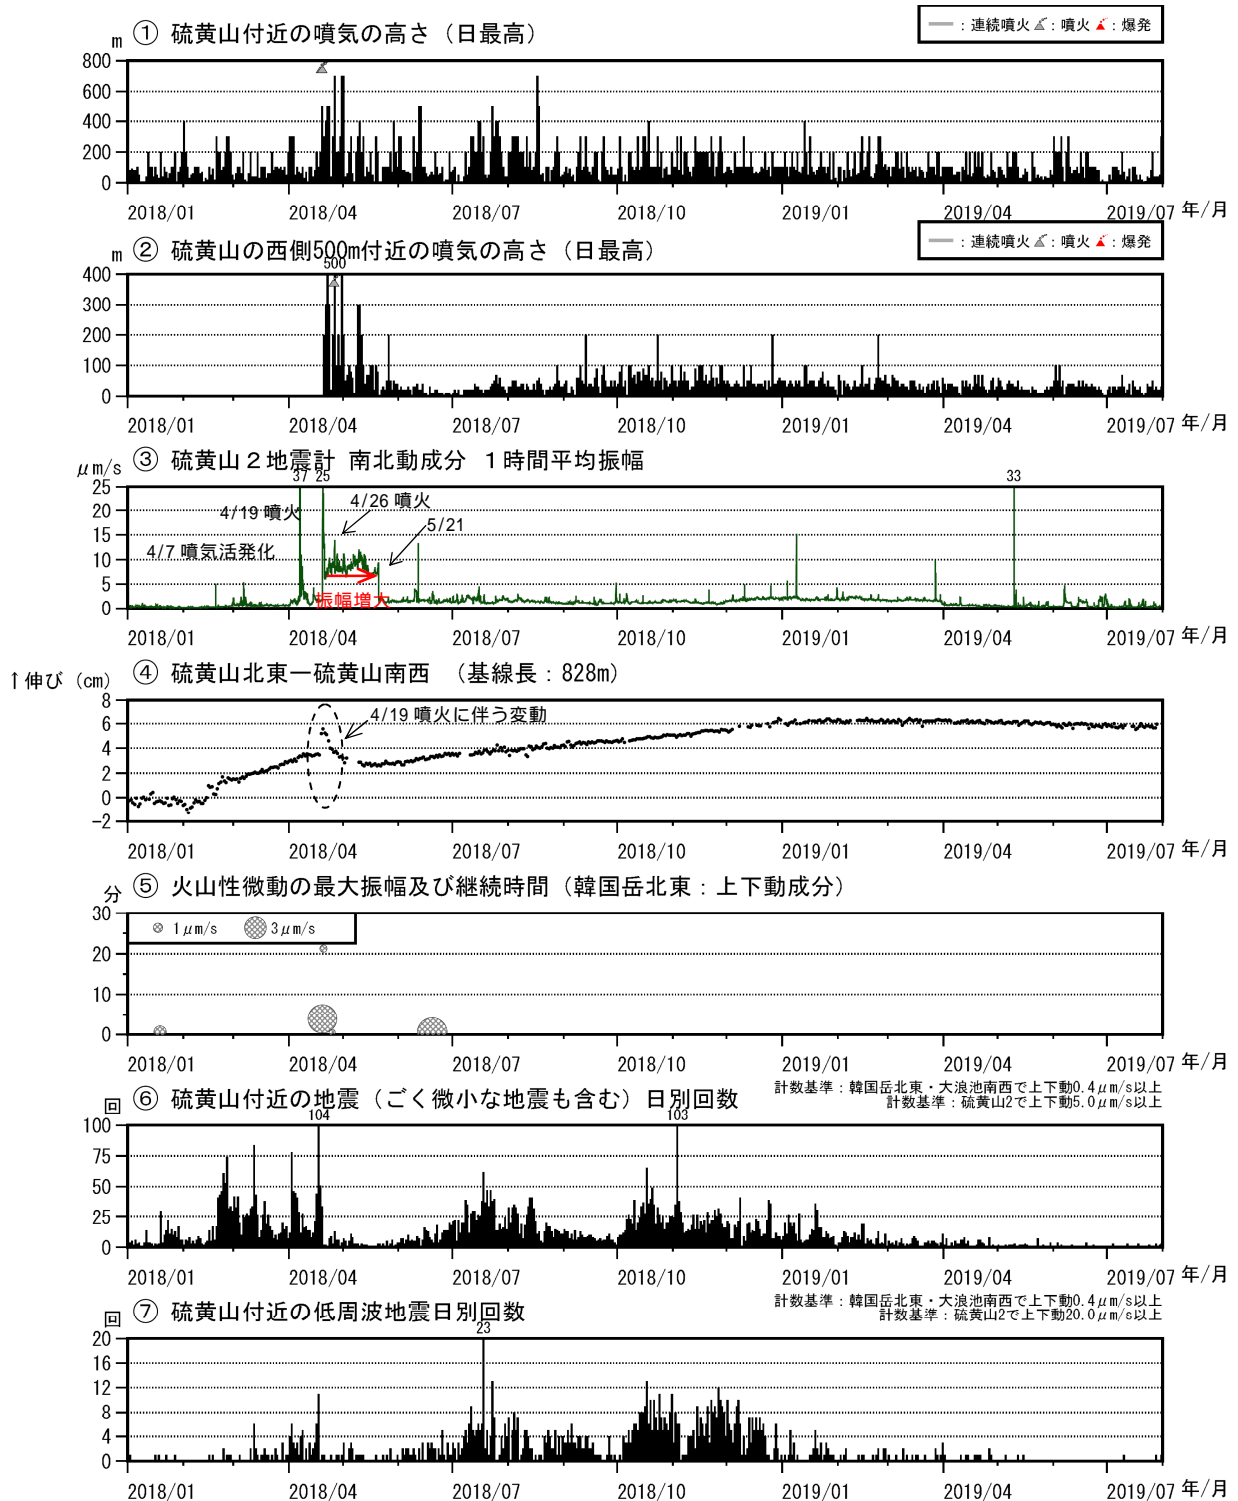 ① 硫黄山付近の噴気の高さ（日最高）
：連続噴火 ：噴火 ：爆発
m
800
600
400
200
0
2018/01 2018/04 2018/07 2018/10 2019/01 2019/04 2019/07 年/月
② 硫黄山の西側500m付近の噴気の高さ（日最高）
：連続噴火 ：噴火 ：爆発
m
500
400
300
200
100
0
2018/01 2018/04 2018/07 2018/10 2019/01 2019/04 2019/07 年/月
③ 硫黄山２地震計 南北動成分 １時間平均振幅
μm/s
37 25 33
25
20
15
10
5
0
4/19 噴火
4/26 噴火
5/21
4/7 噴気活発化
振幅増大
2018/01 2018/04 2018/07 2018/10 2019/01 2019/04 2019/07 年/月
④ 硫黄山北東ー硫黄山南西 （基線長：828m）
↑伸び（cm）
8
6
4
2
0
-2
4/19 噴火に伴う変動
2018/01 2018/04 2018/07 2018/10 2019/01 2019/04 2019/07 年/月
⑤ 火山性微動の最大振幅及び継続時間（韓国岳北東：上下動成分）
分
30
20
10
0
1μm/s 3μm/s
2018/01 2018/04 2018/07 2018/10 2019/01 2019/04 2019/07 年/月
⑥ 硫黄山付近の地震（ごく微小な地震も含む）日別回数
計数基準：韓国岳北東・大浪池南西で上下動0.4μm/s以上
計数基準：硫黄山2で上下動5.0μm/s以上
回
104 103
100
75
50
25
0
2018/01 2018/04 2018/07 2018/10 2019/01 2019/04 2019/07 年/月
⑦ 硫黄山付近の低周波地震日別回数
計数基準：韓国岳北東・大浪池南西で上下動0.4μm/s以上
計数基準：硫黄山2で上下動20.0μm/s以上
回
23
20
16
12
8
4
0
2018/01 2018/04 2018/07 2018/10 2019/01 2019/04 2019/07 年/月